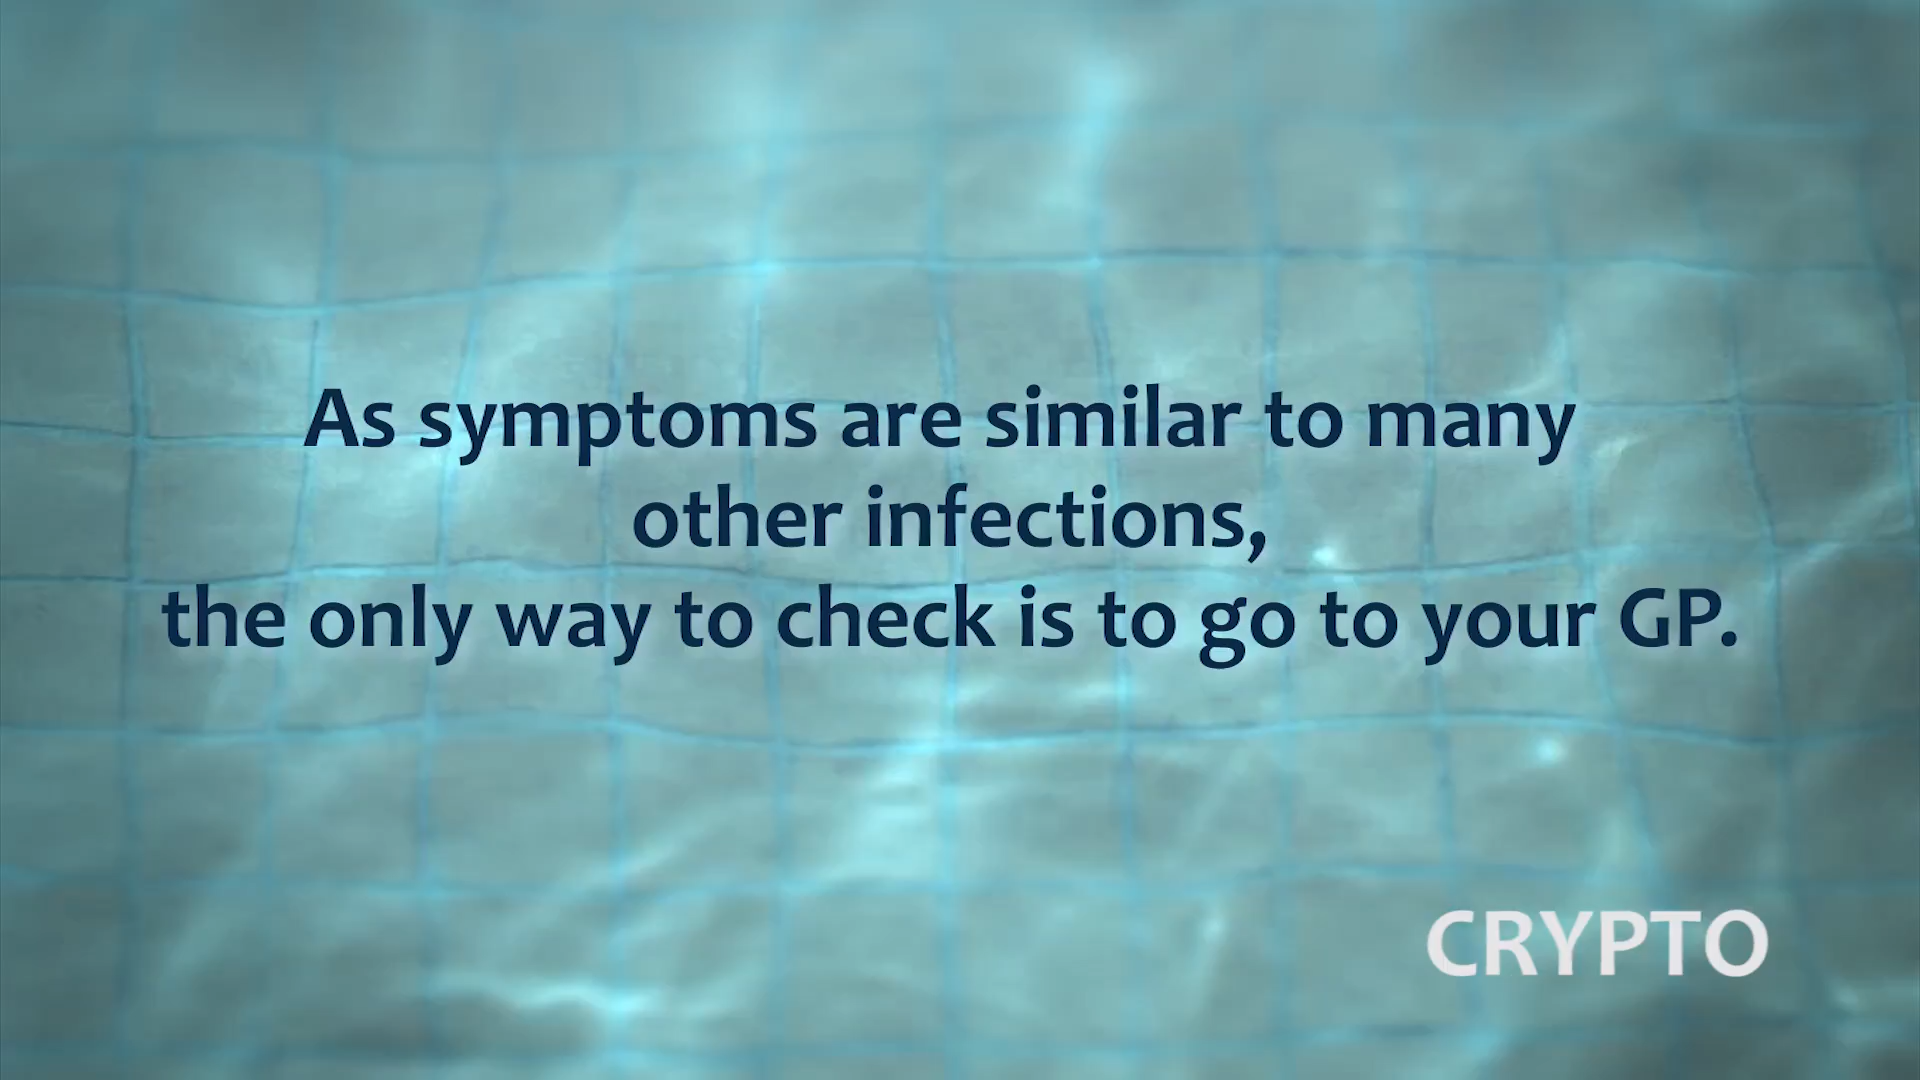 As symptoms are similar to many
other infections,
the only way to check is to go to your GP.
CRYPTO